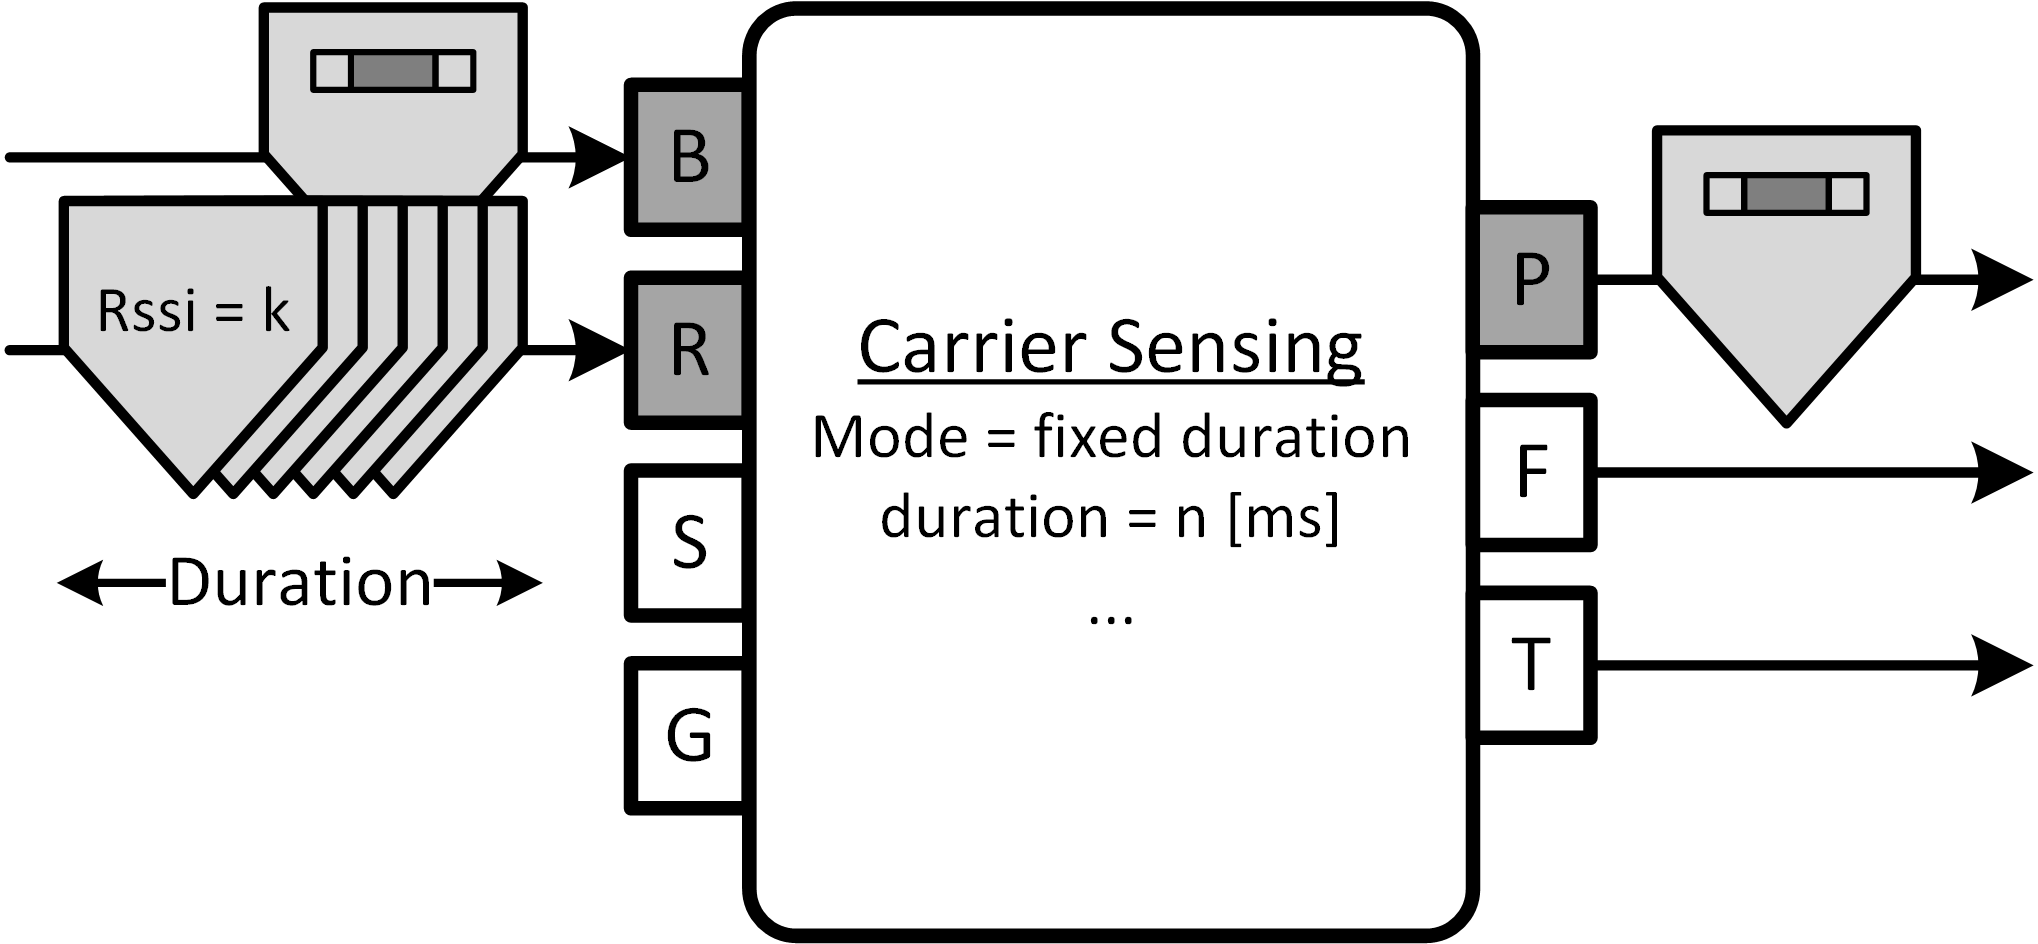 B
Rssi = k
R
Duration
S
G
Carrier Sensing
Mode = fixed duration
duration = n [ms]
...
P
F
T